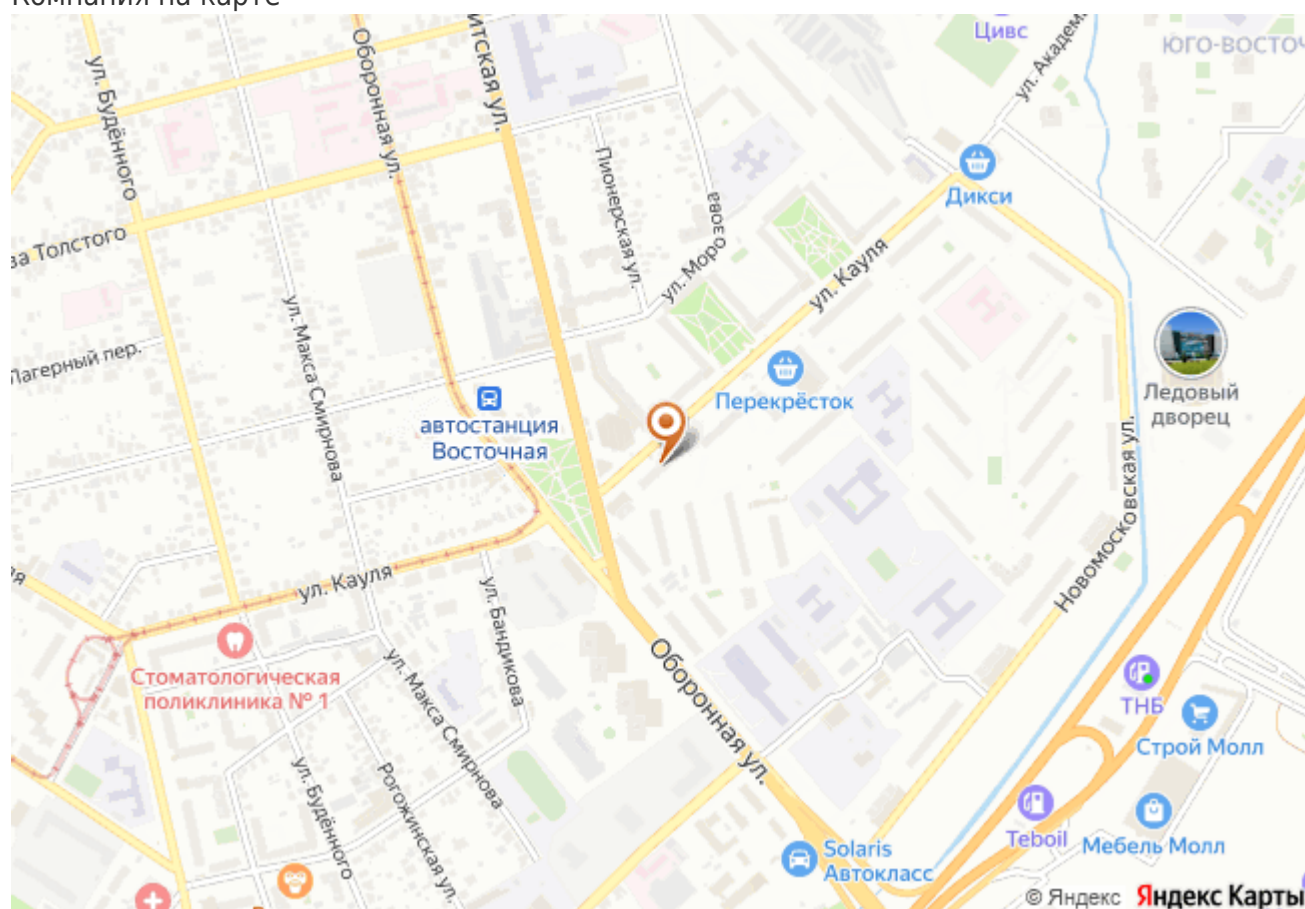 Компания на карте
Цивс
ЮГО-ВОСТОЧ
ул. Будённого
Оборонная ул.
итская ул.
ул. Академ
Пионерская ул.
Дикси
ва Толстого
ул. Моро
озова
ул. Кауля
ул. Макса Смирнова
Лагерный пер.
Ледовый
дворец
Перекрёсток
автостанция
Восточная
Новомосковская ул.
ул. Кауля
ул. Бандикова
Стоматологическая
поликлиника № 1
ул. Макса Смирнова
Оборонная ул.
ТНБ
Строй Молл
ул. Будённого
Рогожинская ул.
Teboil
Мебель Молл
Solaris
Автокласс
© Яндекс Яндекс Карты